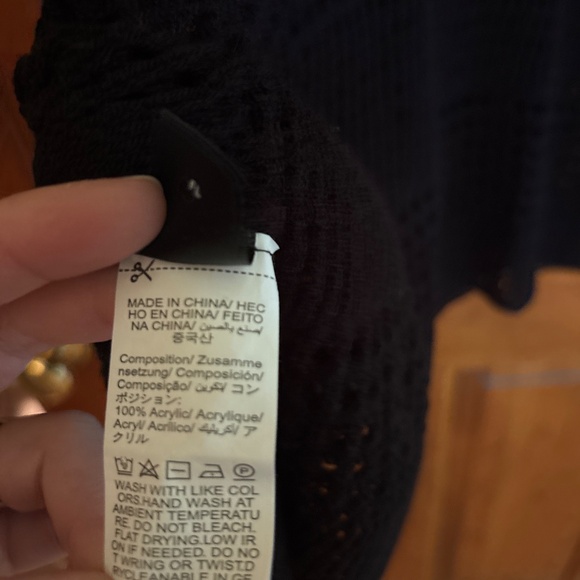 MADE IN CHINA/ HEC
HO EN CHINA/ FEITO
NA CHINA/ صنع بالصين/
중국산
Composition/ Zusamme
nsetzung/ Composición/
Composição/ تكوين/ コン
ポジション:
100% Acrylic/ Acrylique/
Acryl/ Acrílico/ أكريليك/ ア
クリル
WASH WITH LIKE COL
ORS.HAND WASH AT
AMBIENT TEMPERATU
RE. DO NOT BLEACH.
FLAT DRYING.LOW IR
ON IF NEEDED. DO NO
T WRING OR TWIST.D
RYCLEANABLE IN GE